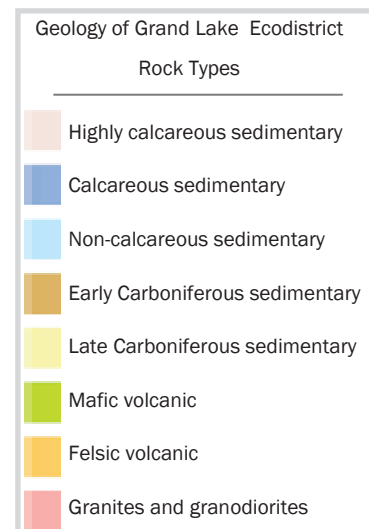 Geology of Grand Lake Ecodistrict
Rock Types
Highly calcareous sedimentary
Calcareous sedimentary
Non-calcareous sedimentary
Early Carboniferous sedimentary
Late Carboniferous sedimentary
Mafic volcanic
Felsic volcanic
Granites and granodiorites